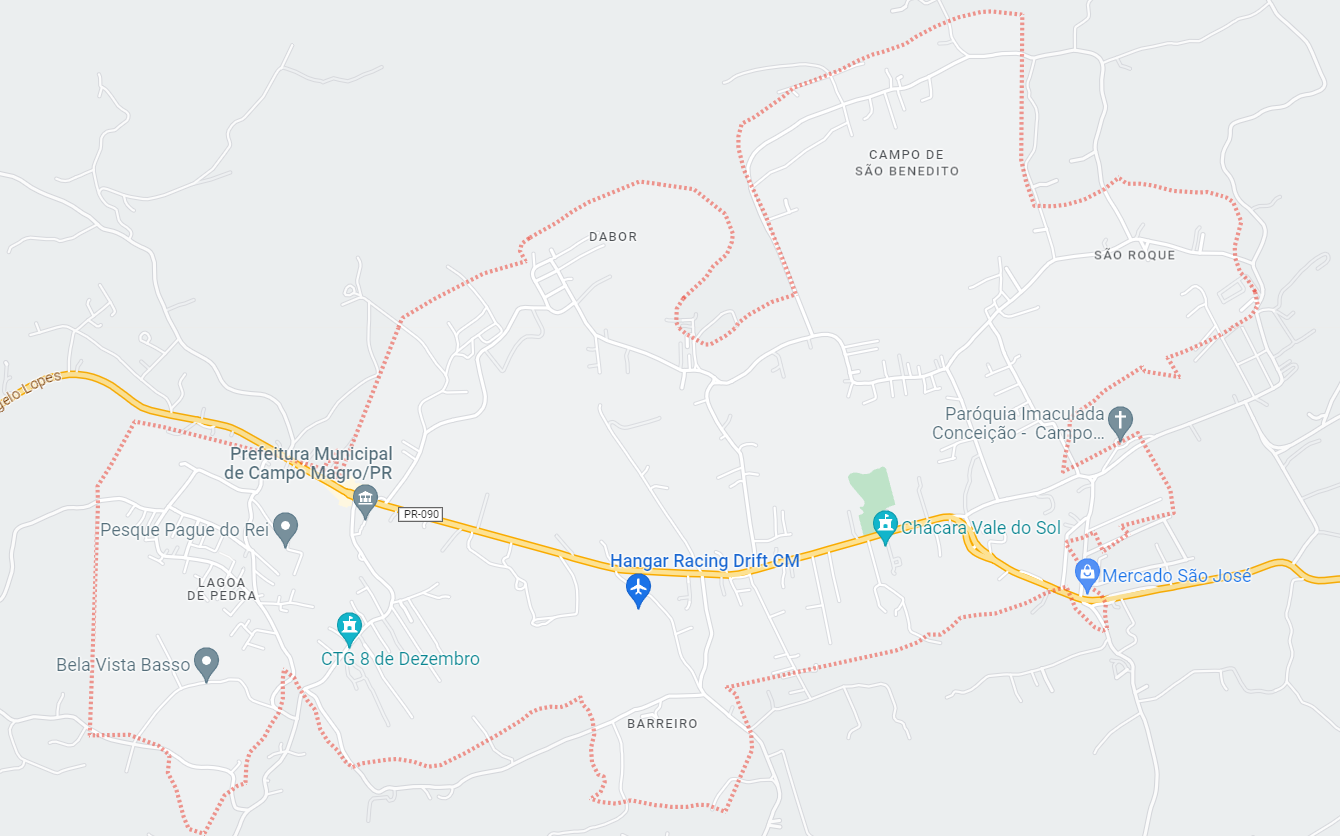 CAMPO DE
SÃO BENEDITO
DABOR
SÃO ROQUE
gelo Lopes
Paróquia Imaculada
Conceição - Campo...
Prefeitura Municipal
de Campo Magro/PR
PR-090
Pesque Pague do Rei
Chácara Vale do Sol
Hangar Racing Drift CM
Mercado São José
LAGOA
DE PEDRA
CTG 8 de Dezembro
Bela Vista Basso
BARREIRO